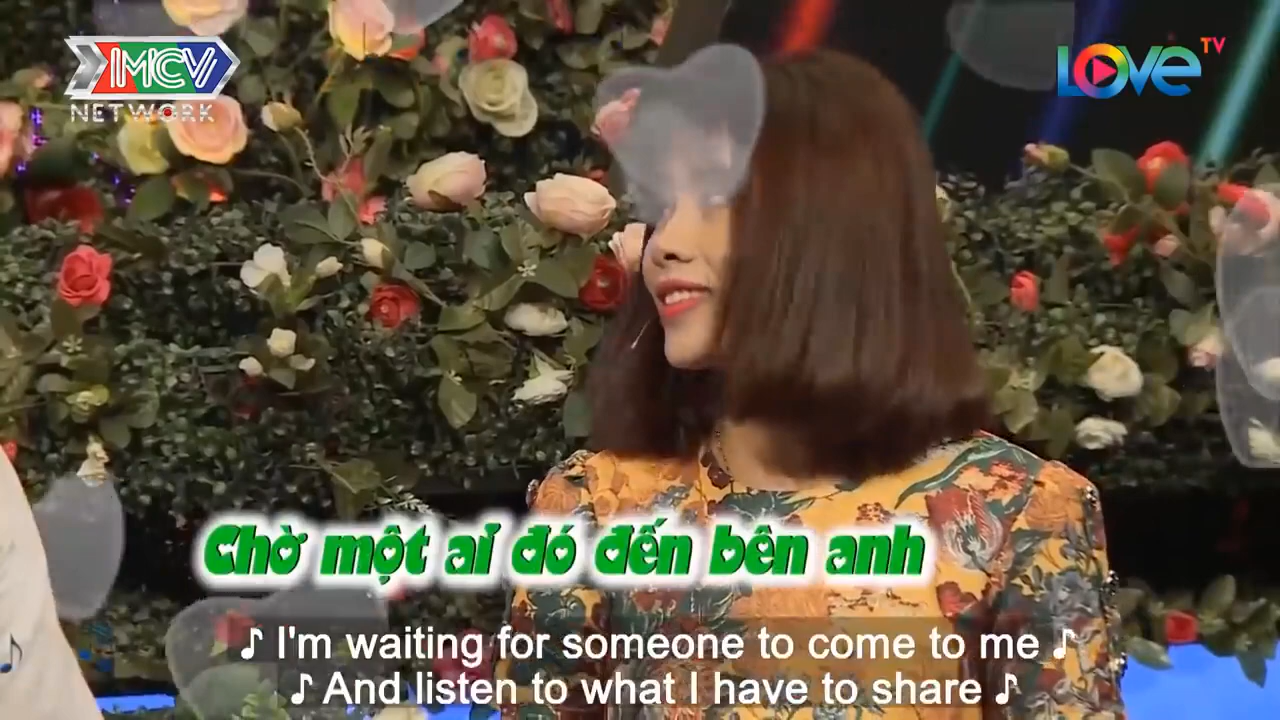 MCV
NETWORK
LOVE TV
Chờ một ai đó đến bên anh
♪ I'm waiting for someone to come to me ♪
♪ And listen to what I have to share ♪